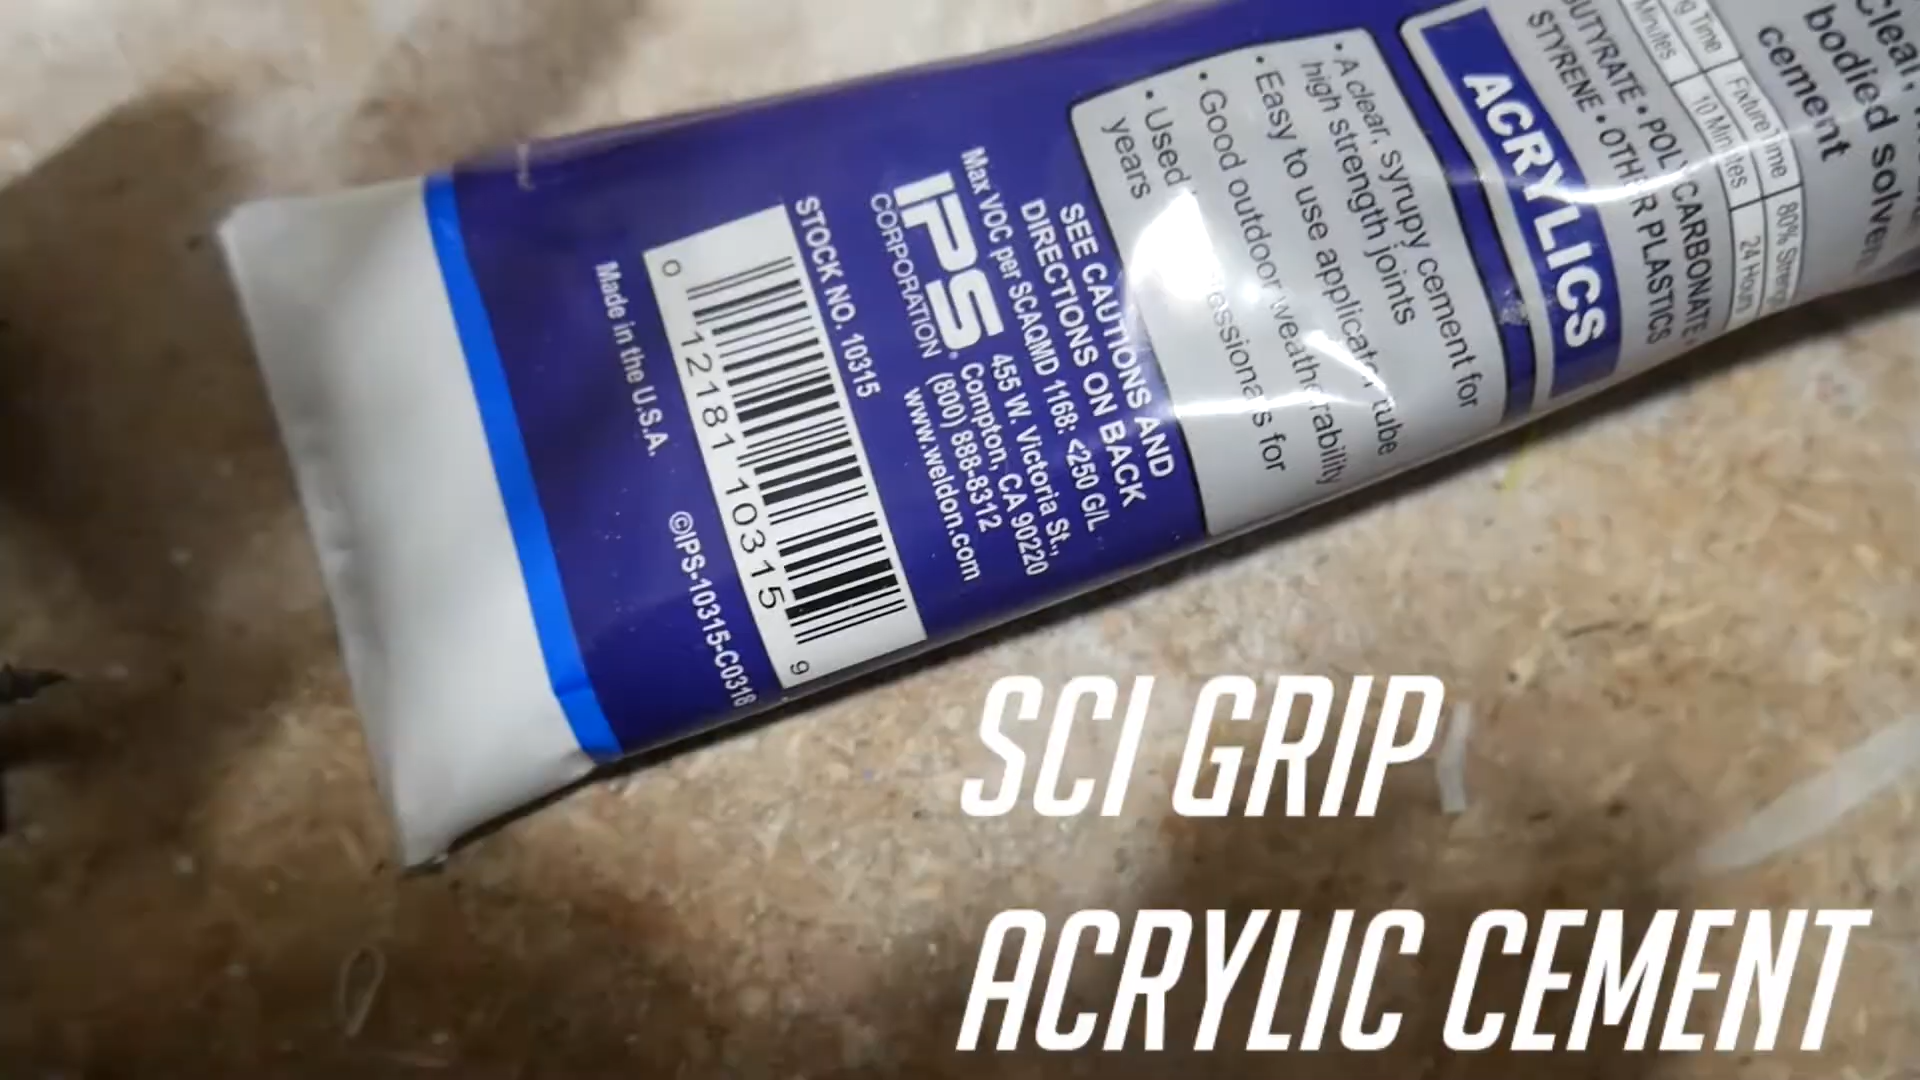 Clear,
bodied solven
cement
g Time
Fixture Time
80% Streng
Minutes
10 Minutes
24 Hours
ACRYLICS
BUTYRATE • POLYCARBONATE •
STYRENE • OTHER PLASTICS
• A clear, syrupy cement for
high strength joints
• Easy to use applicator tube
• Good outdoor weatherability
• Used essionals for
years
SEE CAUTIONS AND
DIRECTIONS ON BACK
Max VOC per SCAQMD 1168: <250 G/L
IPS®
CORPORATION
455 W. Victoria St.,
Compton, CA 90220
(800) 888-8312
www.weldon.com
STOCK NO. 10315
0 12181 10315 9
Made in the U.S.A.
©IPS-10315-C0318
SCI GRIP
ACRYLIC CEMENT